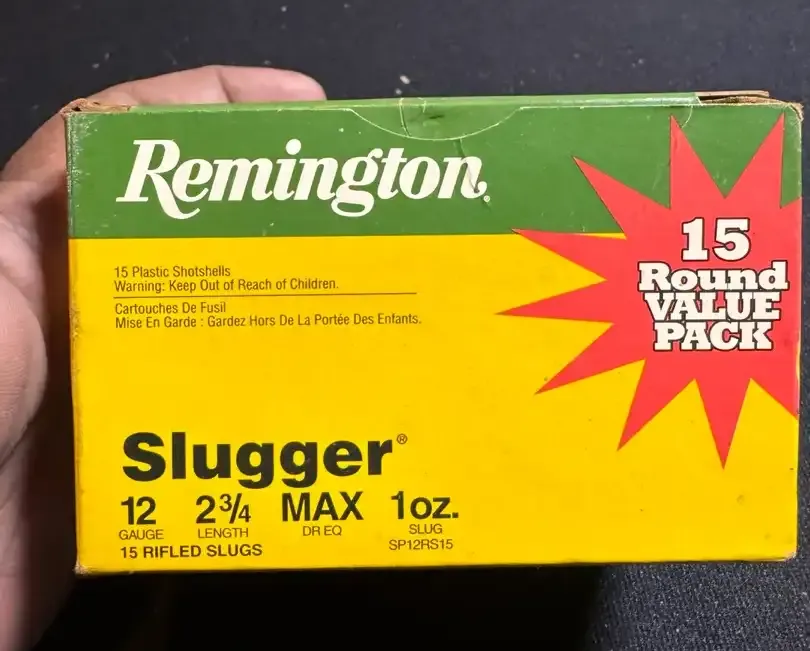 Remington.
15
Round
VALUE
PACK
15 Plastic Shotshells
Warning: Keep Out of Reach of Children.
Cartouches De Fusil
Mise En Garde : Gardez Hors De La Portée Des Enfants.
Slugger®
12 2¾ MAX 1oz.
GAUGE LENGTH DR EQ SLUG
15 RIFLED SLUGS SP12RS15